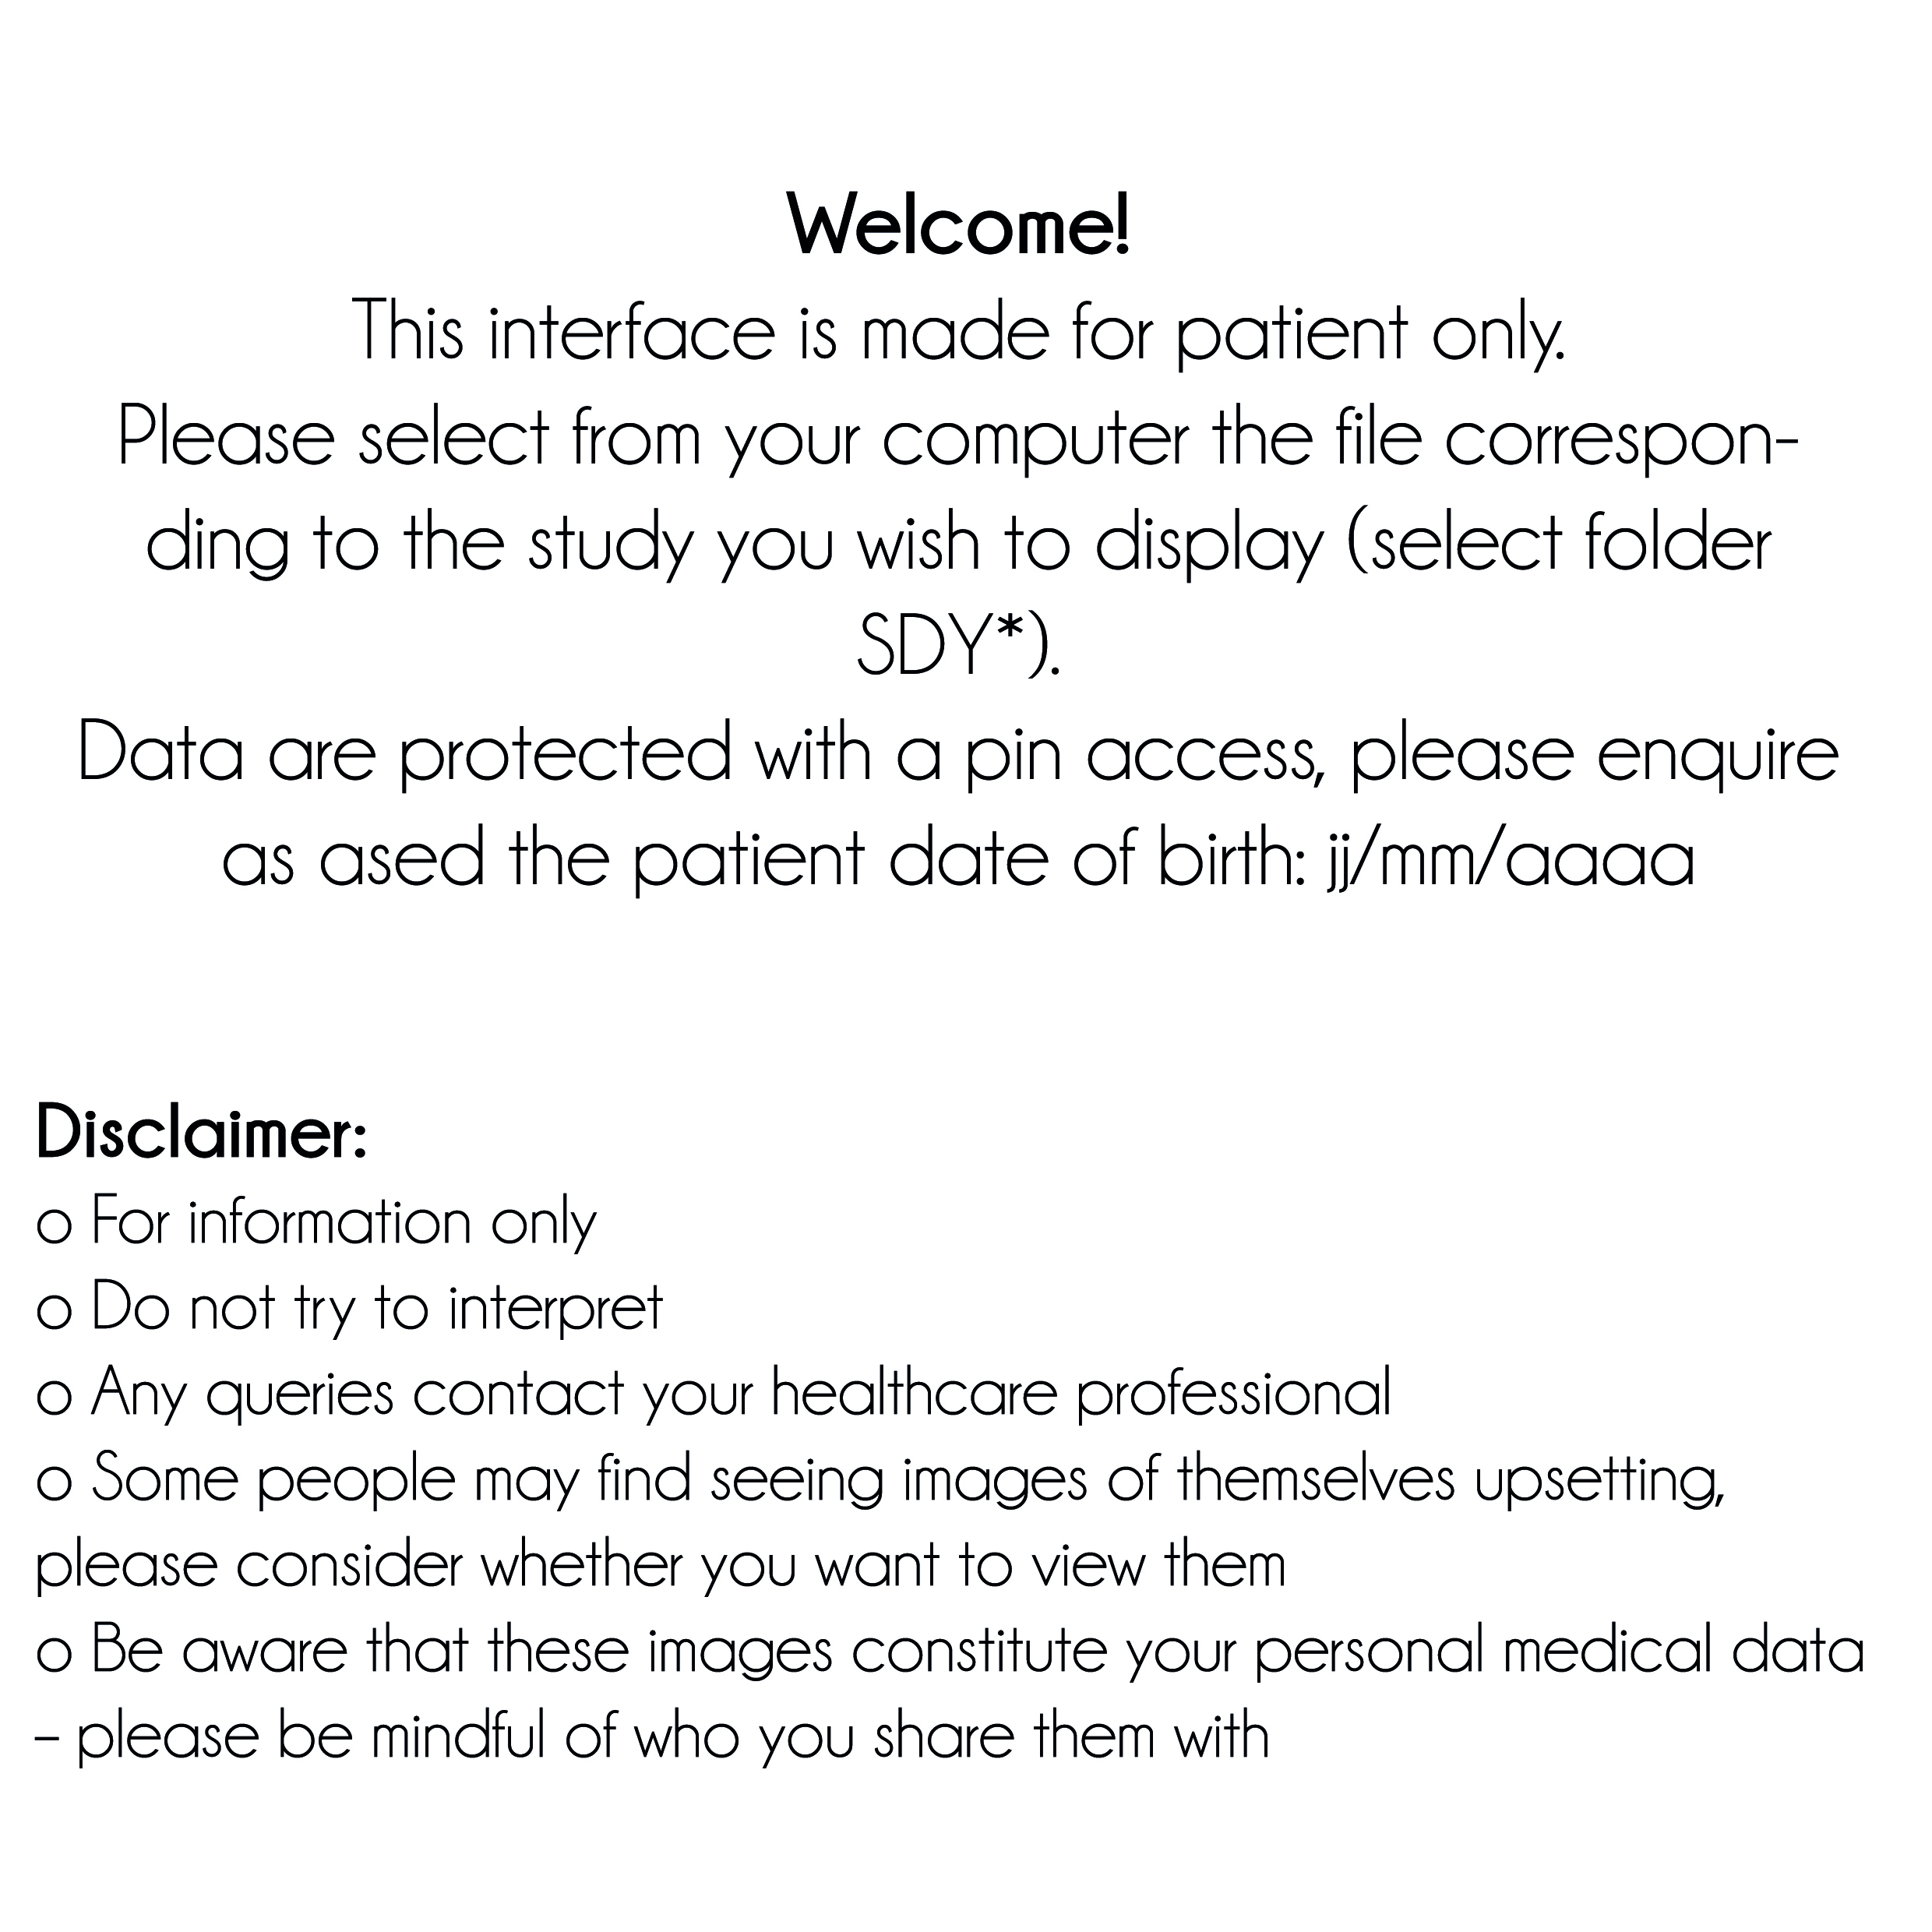 Welcome!
This interface is made for patient only.
Please select from your computer the file correspon-
ding to the study you wish to display (select folder
SDY*).
Data are protected with a pin access, please enquire
as ased the patient date of birth: jj/mm/aaaa
Disclaimer:
o For information only
o Do not try to interpret
o Any queries contact your healthcare professional
o Some people may find seeing images of themselves upsetting,
please consider whether you want to view them
o Be aware that these images constitute your personal medical data
– please be mindful of who you share them with